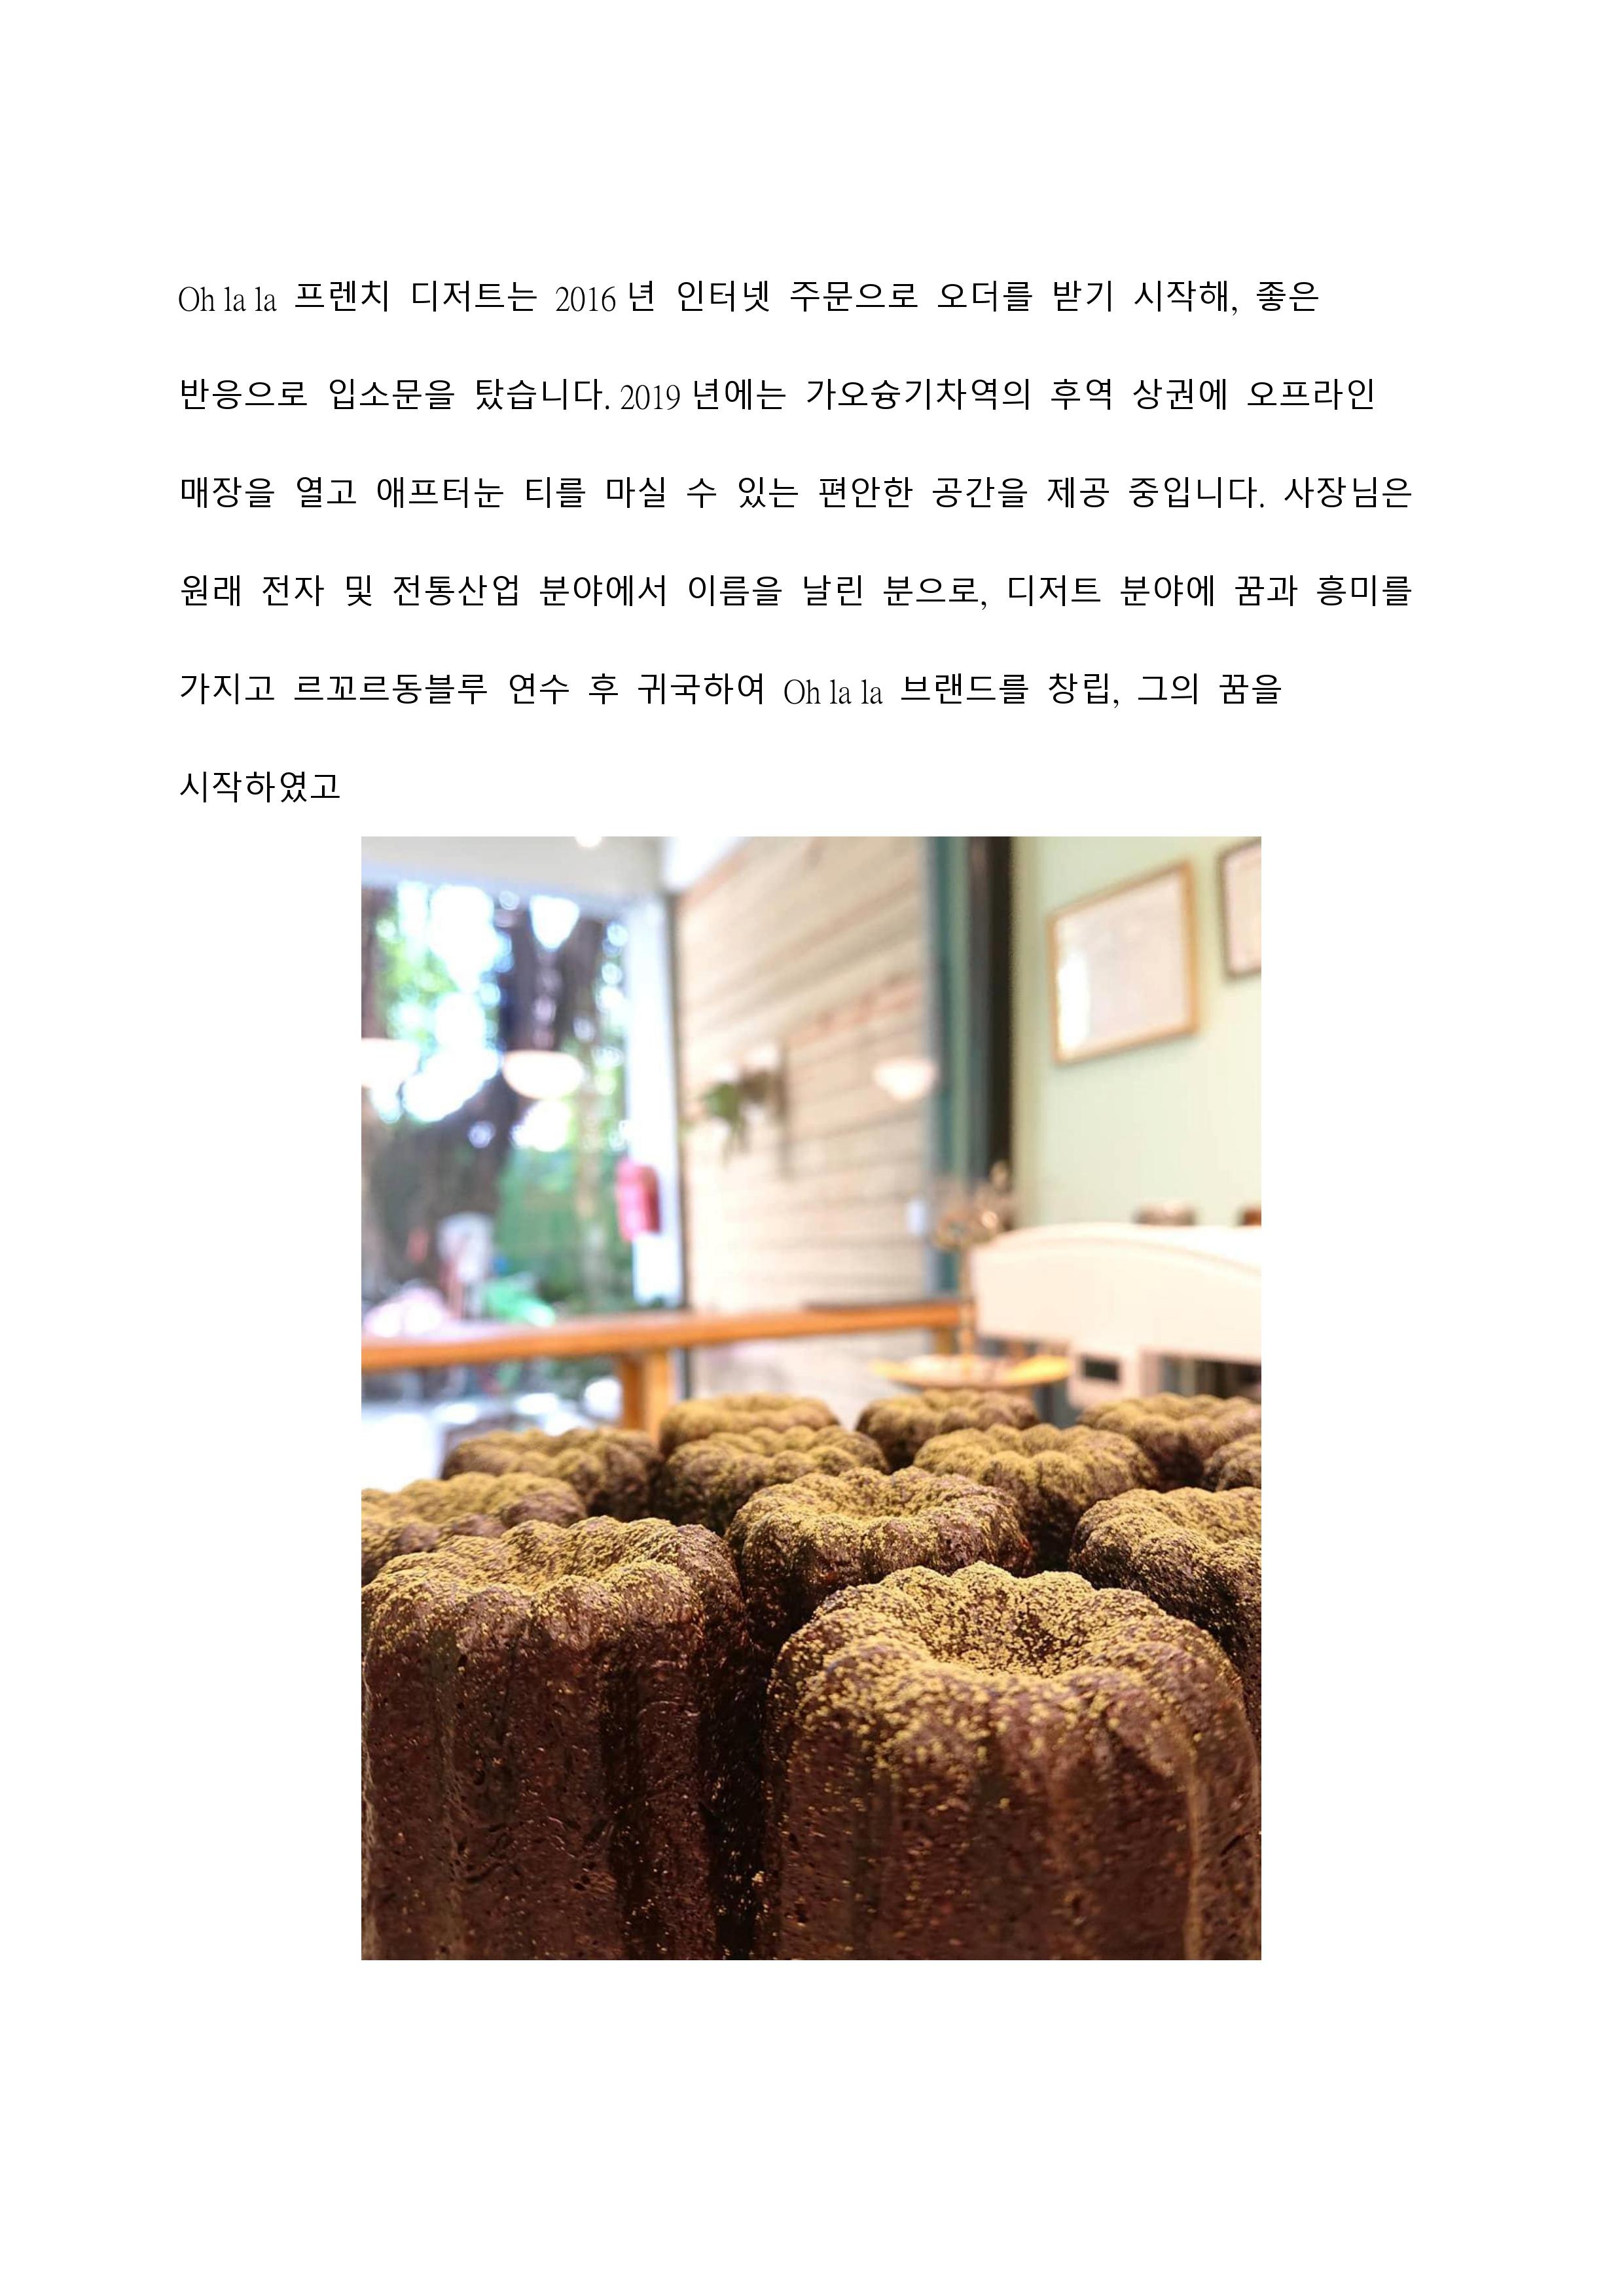 Oh la la 프렌치 디저트는 2016 년 인터넷 주문으로 오더를 받기 시작해, 좋은
반응으로 입소문을 탔습니다. 2019 년에는 가오슝기차역의 후역 상권에 오프라인
매장을 열고 애프터눈 티를 마실 수 있는 편안한 공간을 제공 중입니다. 사장님은
원래 전자 및 전통산업 분야에서 이름을 날린 분으로, 디저트 분야에 꿈과 흥미를
가지고 르꼬르동블루 연수 후 귀국하여 Oh la la 브랜드를 창립, 그의 꿈을
시작하였고